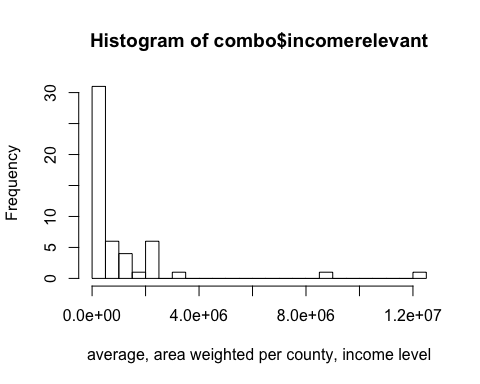 Histogram of combo$incomerelevant
Frequency
30
20
10
5
0
0.0e+00 4.0e+06 8.0e+06 1.2e+07
average, area weighted per county, income level